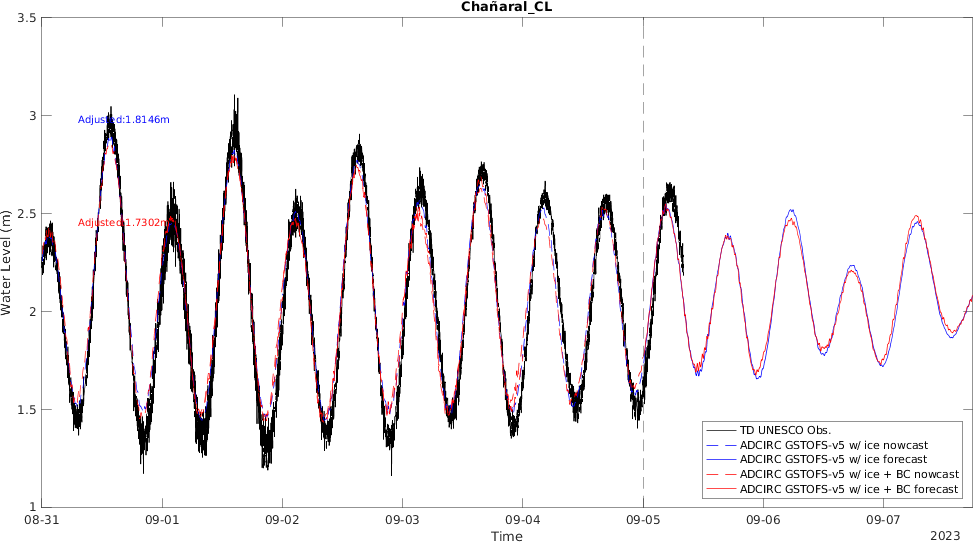 Chañaral_CL
3.5
3
2.5
2
1.5
1
Water Level (m)
Adjusted:1.8146m
Adjusted:1.7302m
08-31
09-01
09-02
09-03
09-04
09-05
09-06
09-07
Time
2023
TD UNESCO Obs.
ADCIRC GSTOFS-v5 w/ ice nowcast
ADCIRC GSTOFS-v5 w/ ice forecast
ADCIRC GSTOFS-v5 w/ ice + BC nowcast
ADCIRC GSTOFS-v5 w/ ice + BC forecast